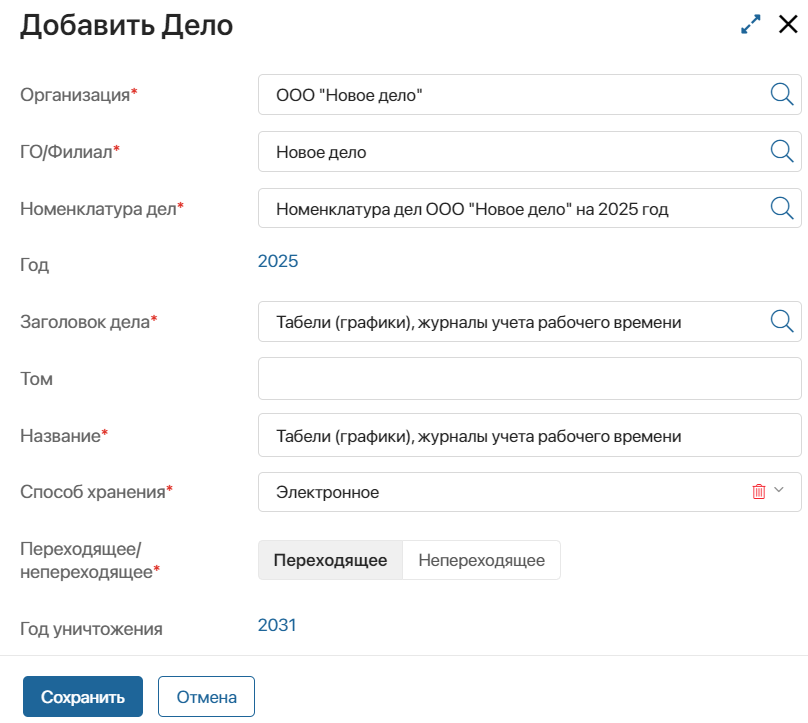 Добавить Дело
Организация*
ООО "Новое дело"
ГО/Филиал*
Новое дело
Номенклатура дел*
Номенклатура дел ООО "Новое дело" на 2025 год
Год
2025
Заголовок дела*
Табели (графики), журналы учета рабочего времени
Том
Название*
Табели (графики), журналы учета рабочего времени
Способ хранения*
Электронное
Переходящее/
непереходящее*
Переходящее
Непереходящее
Год уничтожения
2031
Сохранить
Отмена